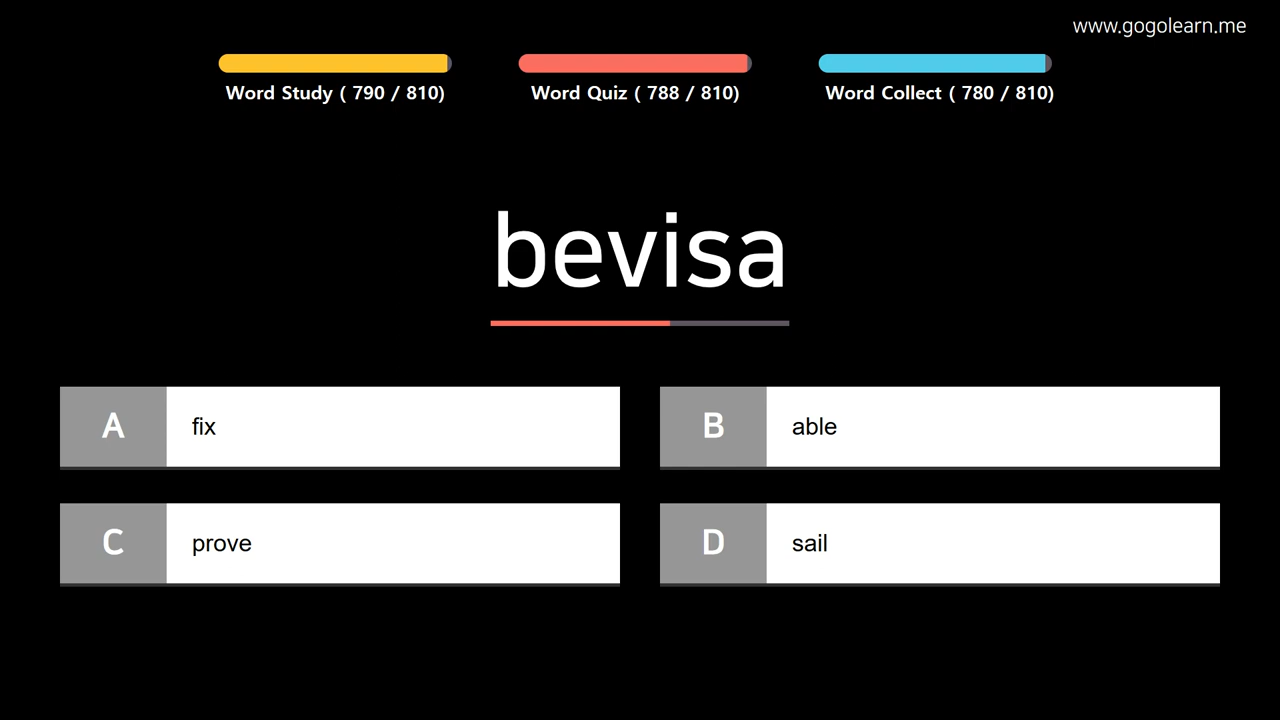 www.gogolearn.me
Word Study ( 790 / 810)
Word Quiz ( 788 / 810)
Word Collect ( 780 / 810)
bevisa
A fix
B able
C prove
D sail